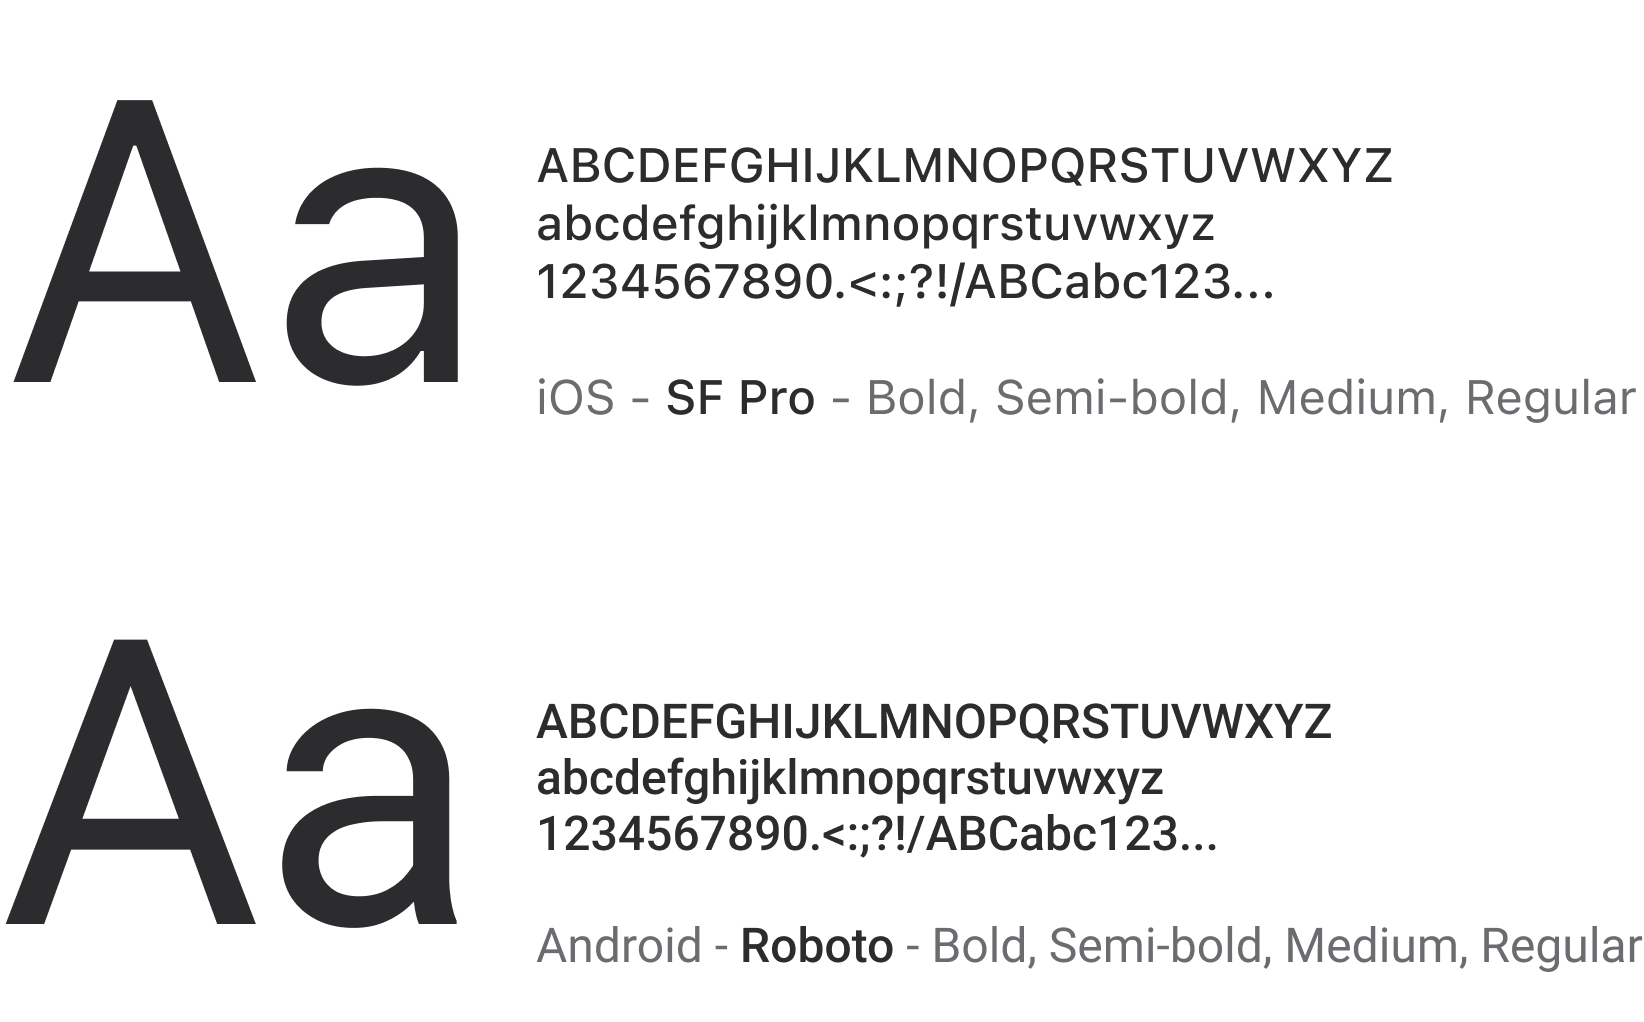 Aa
ABCDEFGHIJKLMNOPQRSTUVWXYZ
abcdefghijklmnopqrstuvwxyz
1234567890.<:;?!/ABCabc123...
iOS - SF Pro - Bold, Semi-bold, Medium, Regular
Aa
ABCDEFGHIJKLMNOPQRSTUVWXYZ
abcdefghijklmnopqrstuvwxyz
1234567890.<:;?!/ABCabc123...
Android - Roboto - Bold, Semi-bold, Medium, Regular